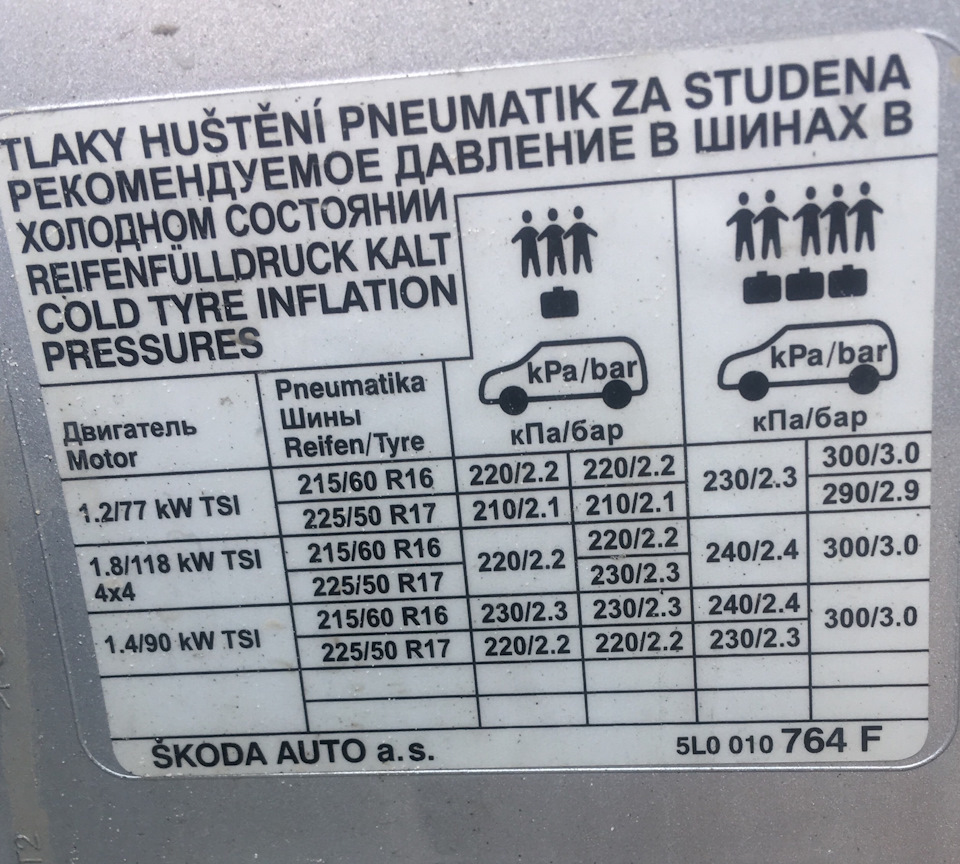 TLAKY HUŠTĚNÍ PNEUMATIK ZA STUDENA
РЕКОМЕНДУЕМОЕ ДАВЛЕНИЕ В ШИНАХ В
ХОЛОДНОМ СОСТОЯНИИ
REIFENFÜLLDRUCK KALT
COLD TYRE INFLATION
PRESSURES
kPa/bar kPa/bar
кПа/бар кПа/бар
Двигатель
Motor
Pneumatika
Шины
Reifen/Tyre
1.2/77 kW TSI
215/60 R16 220/2.2 220/2.2 230/2.3 300/3.0
225/50 R17 210/2.1 210/2.1 290/2.9
1.8/118 kW TSI
4x4
215/60 R16 220/2.2 220/2.2 240/2.4 300/3.0
225/50 R17 230/2.3
1.4/90 kW TSI
215/60 R16 230/2.3 230/2.3 240/2.4 300/3.0
225/50 R17 220/2.2 220/2.2 230/2.3
ŠKODA AUTO a.s. 5L0 010 764 F